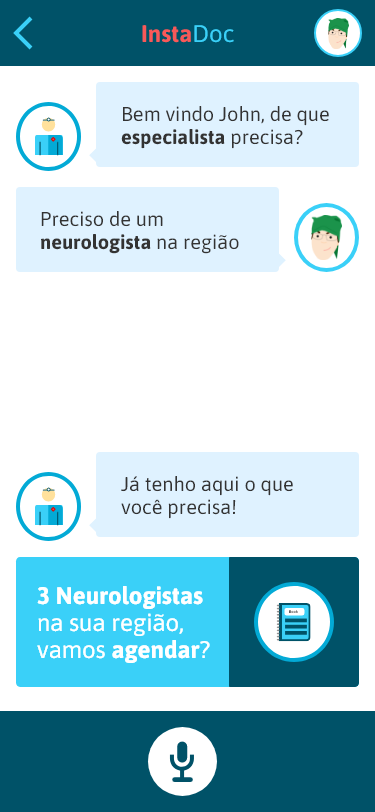 InstaDoc
Bem vindo John, de que
especialista precisa?
Preciso de um
neurologista na região
Já tenho aqui o que
você precisa!
3 Neurologistas
na sua região,
vamos agendar?
Book